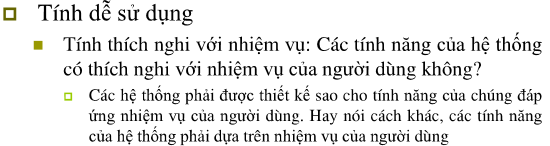 Tính dễ sử dụng
Tính thích nghi với nhiệm vụ: Các tính năng của hệ thống
có thích nghi với nhiệm vụ của người dùng không?
Các hệ thống phải được thiết kế sao cho tính năng của chúng đáp
ứng nhiệm vụ của người dùng. Hay nói cách khác, các tính năng
của hệ thống phải dựa trên nhiệm vụ của người dùng